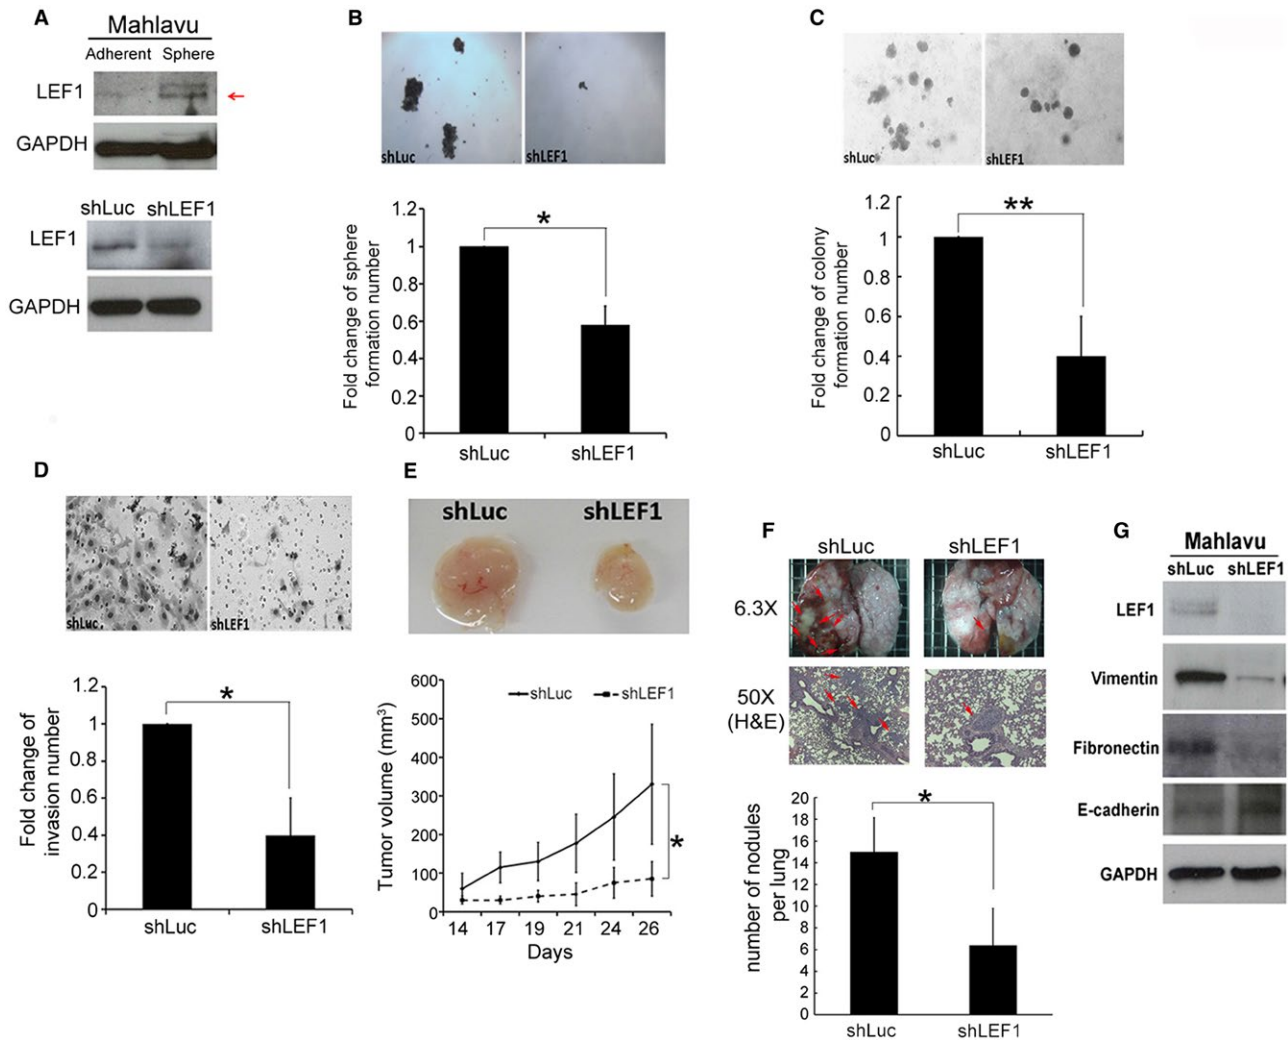 A
Mahlavu
Adherent Sphere
LEF1
GAPDH
shLuc shLEF1
LEF1
GAPDH
B
shLuc
shLEF1
1.2
1
0.8
0.6
0.4
0.2
0
Fold change of sphere
formation number
*
shLuc
shLEF1
C
shLuc
shLEF1
1.2
1
0.8
0.6
0.4
0.2
0
Fold change of colony
formation number
**
shLuc
shLEF1
D
shLuc
shLEF1
1.2
1
0.8
0.6
0.4
0.2
0
Fold change of
invasion number
*
shLuc
shLEF1
E
shLuc
shLEF1
600
500
400
300
200
100
0
Tumor volume (mm³)
shLuc
shLEF1
*
14 17 19 21 24 26
Days
F
shLuc
shLEF1
6.3X
50X
(H&E)
20
18
16
14
12
10
8
6
4
2
0
number of nodules
per lung
*
shLuc
shLEF1
G
Mahlavu
shLuc shLEF1
LEF1
Vimentin
Fibronectin
E-cadherin
GAPDH